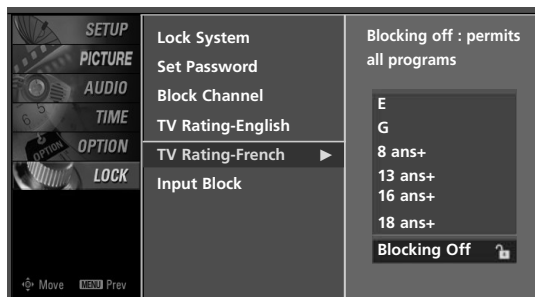 SETUP
PICTURE
AUDIO
TIME
OPTION
LOCK
Move MENU Prev
Lock System
Set Password
Block Channel
TV Rating-English
TV Rating-French
Input Block
Blocking off : permits
all programs
E
G
8 ans+
13 ans+
16 ans+
18 ans+
Blocking Off